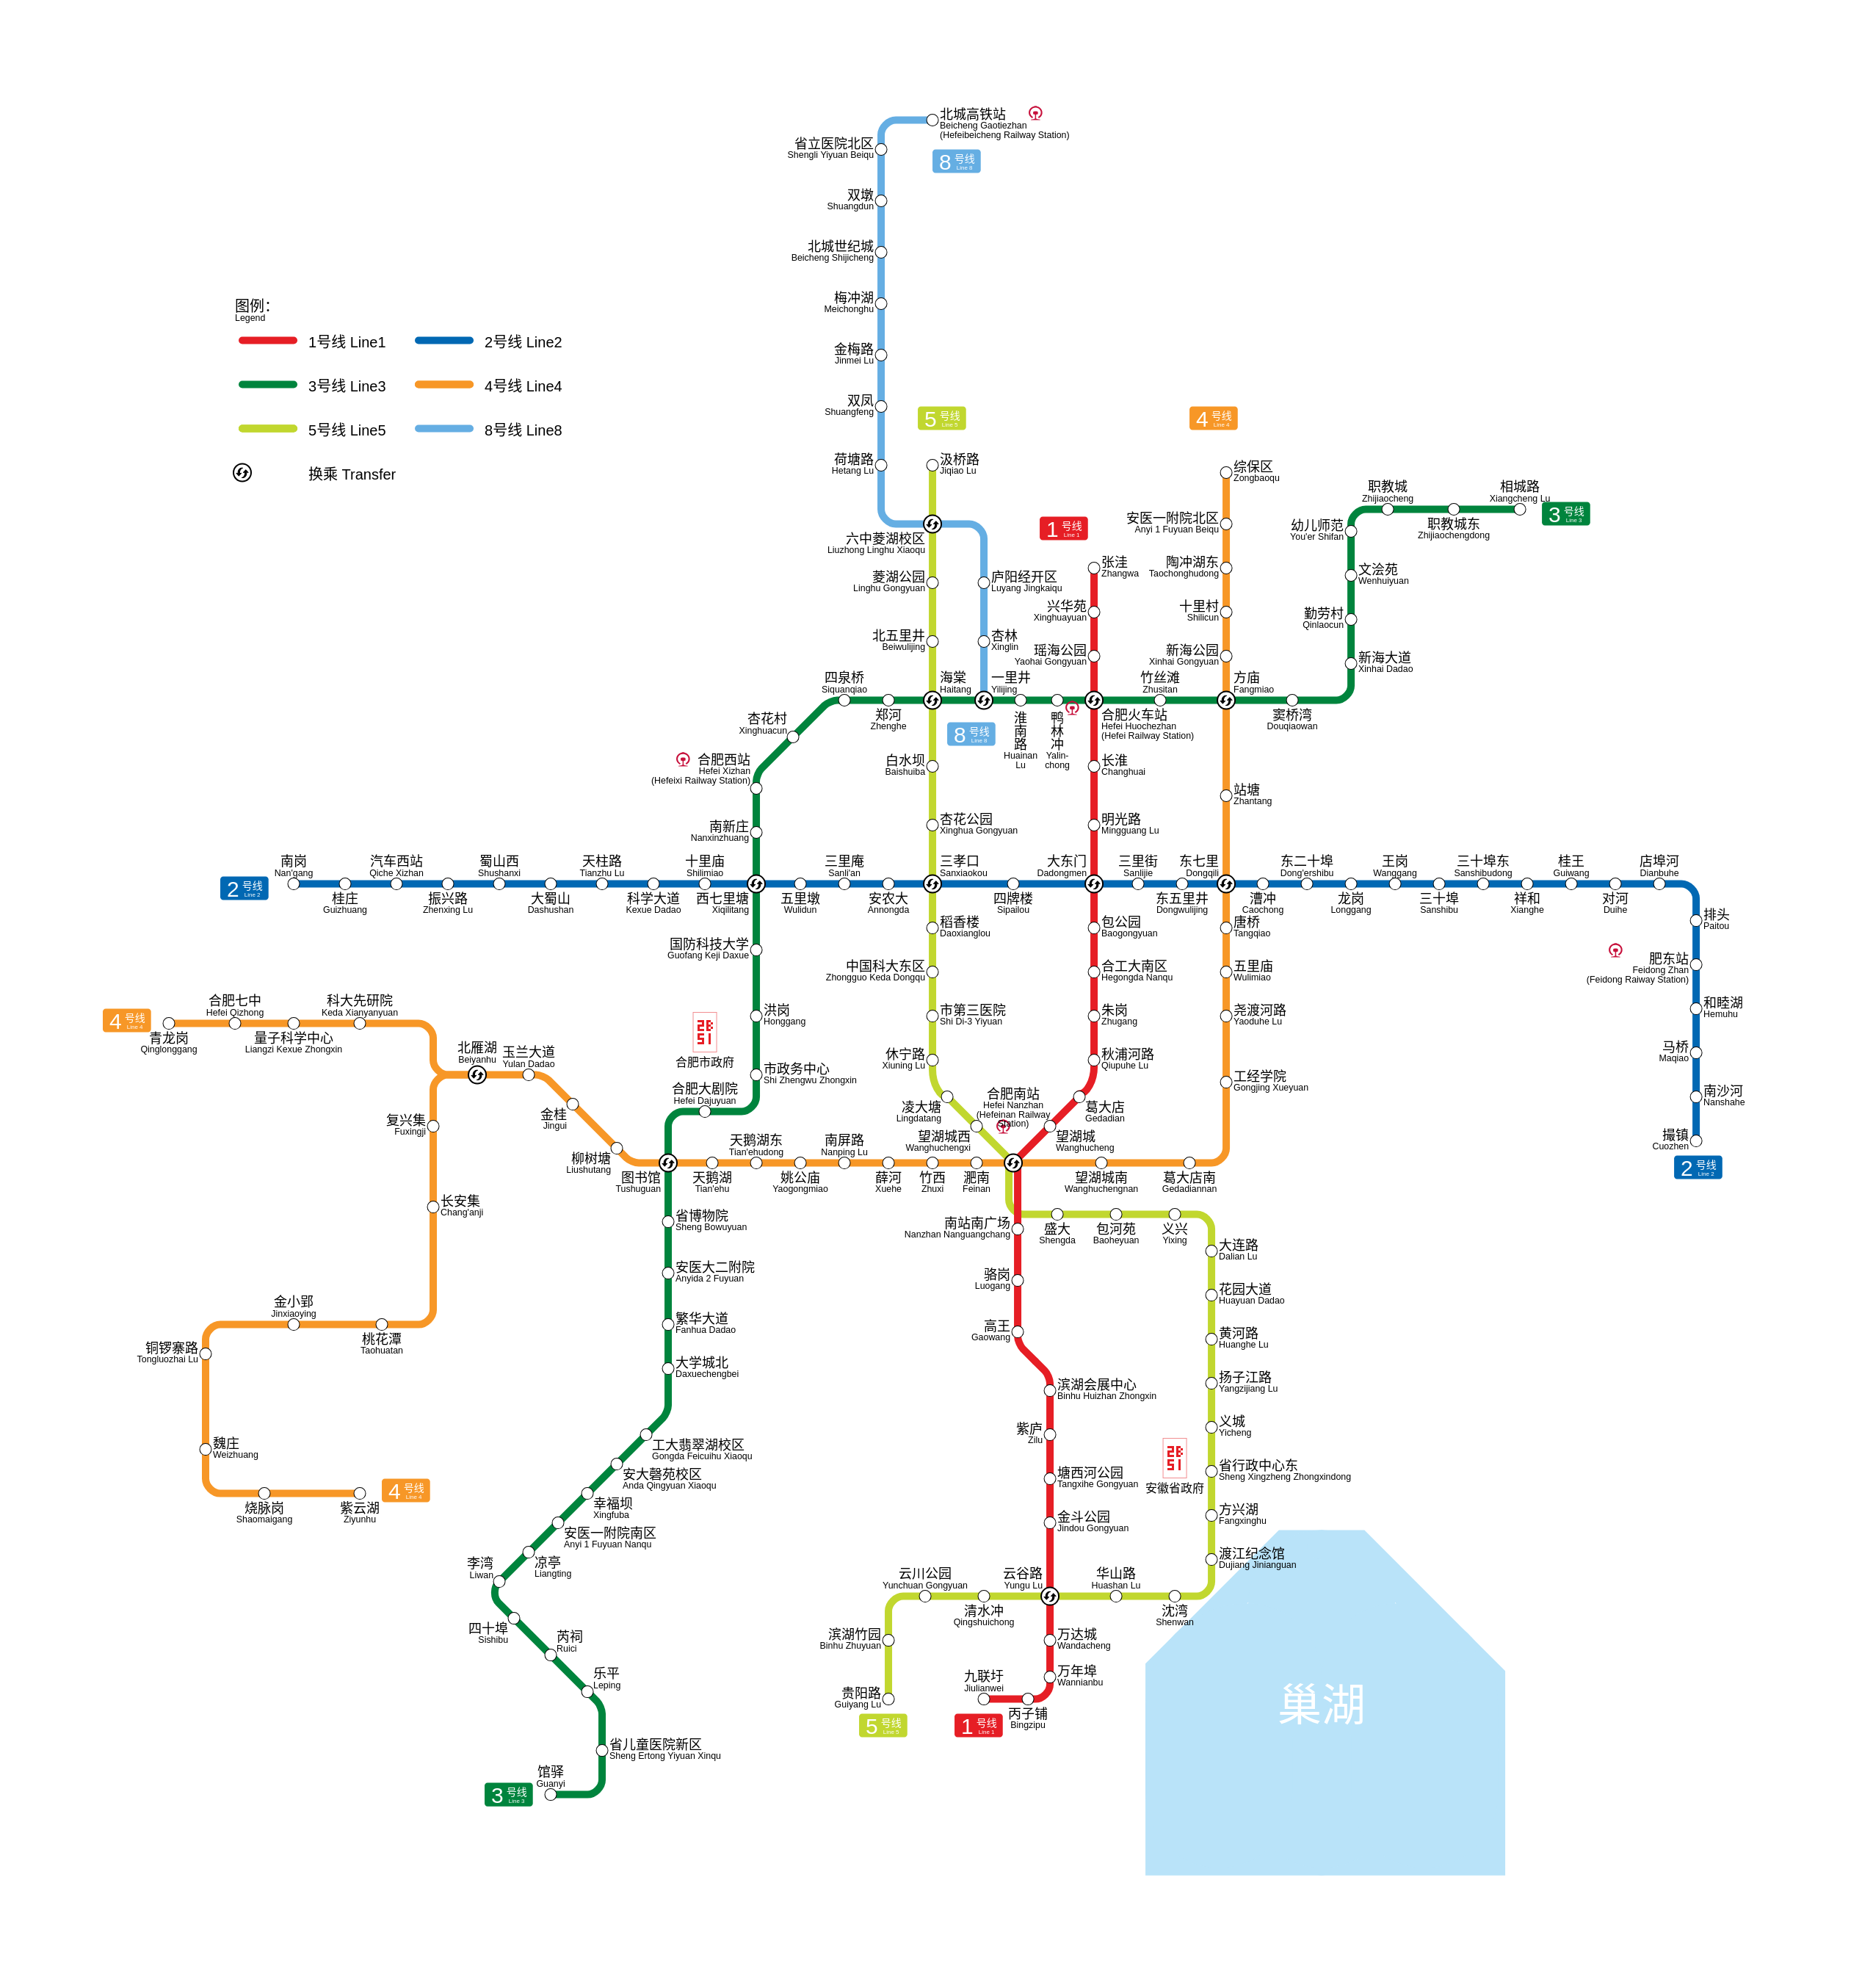 北城高铁站
Beicheng Gaotiezhan
(Hefeibeicheng Railway Station)
8号线
Line 8
省立医院北区
Shengli Yiyuan Beiqu
双墩
Shuangdun
北城世纪城
Beicheng Shijicheng
梅冲湖
Meichonghu
金梅路
Jinmei Lu
双凤
Shuangfeng
荷塘路
Hetang Lu
图例：
Legend
1号线 Line1
2号线 Line2
3号线 Line3
4号线 Line4
5号线 Line5
8号线 Line8
换乘 Transfer
5号线
Line 5
汲桥路
Jiqiao Lu
六中菱湖校区
Liuzhong Linghu Xiaoqu
菱湖公园
Linghu Gongyuan
北五里井
Beiwulijing
庐阳经开区
Luyang Jingkaiqu
杏林
Xinglin
1号线
Line 1
张洼
Zhangwa
兴华苑
Xinghuayuan
瑶海公园
Yaohai Gongyuan
4号线
Line 4
综保区
Zongbaoqu
安医一附院北区
Anyi 1 Fuyuan Beiqu
陶冲湖东
Taochonghudong
十里村
Shilicun
新海公园
Xinhai Gongyuan
职教城
Zhijiaocheng
相城路
Xiangcheng Lu
3号线
Line 3
职教城东
Zhijiaochengdong
幼儿师范
You'er Shifan
文浍苑
Wenhuiyuan
勤劳村
Qinlaocun
新海大道
Xinhai Dadao
四泉桥
Siquanqiao
郑河
Zhenghe
海棠
Haitang
一里井
Yilijing
8号线
Line 8
淮南路
Huainan
Lu
鸭林冲
Yalin-
chong
合肥火车站
Hefei Huochezhan
(Hefei Railway Station)
竹丝滩
Zhusitan
方庙
Fangmiao
窦桥湾
Douqiaowan
杏花村
Xinghuacun
合肥西站
Hefei Xizhan
(Hefeixi Railway Station)
南新庄
Nanxinzhuang
白水坝
Baishuiba
杏花公园
Xinghua Gongyuan
长淮
Changhuai
明光路
Mingguang Lu
站塘
Zhantang
2号线
Line 2
南岗
Nan'gang
桂庄
Guizhuang
汽车西站
Qiche Xizhan
振兴路
Zhenxing Lu
蜀山西
Shushanxi
大蜀山
Dashushan
天柱路
Tianzhu Lu
科学大道
Kexue Dadao
十里庙
Shilimiao
西七里塘
Xiqilitang
五里墩
Wulidun
三里庵
Sanli'an
安农大
Annongda
三孝口
Sanxiaokou
四牌楼
Sipailou
大东门
Dadongmen
三里街
Sanlijie
东五里井
Dongwulijing
东七里
Dongqili
漕冲
Caochong
东二十埠
Dong'ershibu
龙岗
Longgang
王岗
Wanggang
三十埠
Sanshibu
三十埠东
Sanshibudong
祥和
Xianghe
桂王
Guiwang
对河
Duihe
店埠河
Dianbuhe
排头
Paitou
肥东站
Feidong Zhan
(Feidong Raiway Station)
和睦湖
Hemuhu
马桥
Maqiao
南沙河
Nanshahe
撮镇
Cuozhen
2号线
Line 2
国防科技大学
Guofang Keji Daxue
洪岗
Honggang
合肥市政府
市政务中心
Shi Zhengwu Zhongxin
合肥大剧院
Hefei Dajuyuan
稻香楼
Daoxianglou
中国科大东区
Zhongguo Keda Dongqu
市第三医院
Shi Di-3 Yiyuan
休宁路
Xiuning Lu
凌大塘
Lingdatang
望湖城西
Wanghuchengxi
包公园
Baogongyuan
合工大南区
Hegongda Nanqu
朱岗
Zhugang
秋浦河路
Qiupuhe Lu
葛大店
Gedadian
望湖城
Wanghucheng
合肥南站
Hefei Nanzhan
(Hefeinan Railway
Station)
唐桥
Tangqiao
五里庙
Wulimiao
尧渡河路
Yaoduhe Lu
工经学院
Gongjing Xueyuan
4号线
Line 4
青龙岗
Qinglonggang
合肥七中
Hefei Qizhong
量子科学中心
Liangzi Kexue Zhongxin
科大先研院
Keda Xianyanyuan
北雁湖
Beiyanhu
玉兰大道
Yulan Dadao
金桂
Jingui
柳树塘
Liushutang
图书馆
Tushuguan
天鹅湖
Tian'ehu
天鹅湖东
Tian'ehudong
姚公庙
Yaogongmiao
南屏路
Nanping Lu
薛河
Xuehe
竹西
Zhuxi
淝南
Feinan
望湖城南
Wanghuchengnan
葛大店南
Gedadiannan
复兴集
Fuxingji
长安集
Chang'anji
金小郢
Jinxiaoying
桃花潭
Taohuatan
铜锣寨路
Tongluozhai Lu
魏庄
Weizhuang
烧脉岗
Shaomaigang
紫云湖
Ziyunhu
4号线
Line 4
省博物院
Sheng Bowuyuan
安医大二附院
Anyida 2 Fuyuan
繁华大道
Fanhua Dadao
大学城北
Daxuechengbei
工大翡翠湖校区
Gongda Feicuihu Xiaoqu
安大磬苑校区
Anda Qingyuan Xiaoqu
幸福坝
Xingfuba
安医一附院南区
Anyi 1 Fuyuan Nanqu
凉亭
Liangting
李湾
Liwan
四十埠
Sishibu
芮祠
Ruici
乐平
Leping
省儿童医院新区
Sheng Ertong Yiyuan Xinqu
馆驿
Guanyi
3号线
Line 3
南站南广场
Nanzhan Nanguangchang
骆岗
Luogang
高王
Gaowang
滨湖会展中心
Binhu Huizhan Zhongxin
紫庐
Zilu
塘西河公园
Tangxihe Gongyuan
金斗公园
Jindou Gongyuan
云谷路
Yungu Lu
万达城
Wandacheng
万年埠
Wannianbu
丙子铺
Bingzipu
九联圩
Jiulianwei
1号线
Line 1
盛大
Shengda
包河苑
Baoheyuan
义兴
Yixing
大连路
Dalian Lu
花园大道
Huayuan Dadao
黄河路
Huanghe Lu
扬子江路
Yangzijiang Lu
义城
Yicheng
省行政中心东
Sheng Xingzheng Zhongxindong
安徽省政府
方兴湖
Fangxinghu
渡江纪念馆
Dujiang Jinianguan
沈湾
Shenwan
华山路
Huashan Lu
清水冲
Qingshuichong
云川公园
Yunchuan Gongyuan
滨湖竹园
Binhu Zhuyuan
贵阳路
Guiyang Lu
5号线
Line 5
巢湖